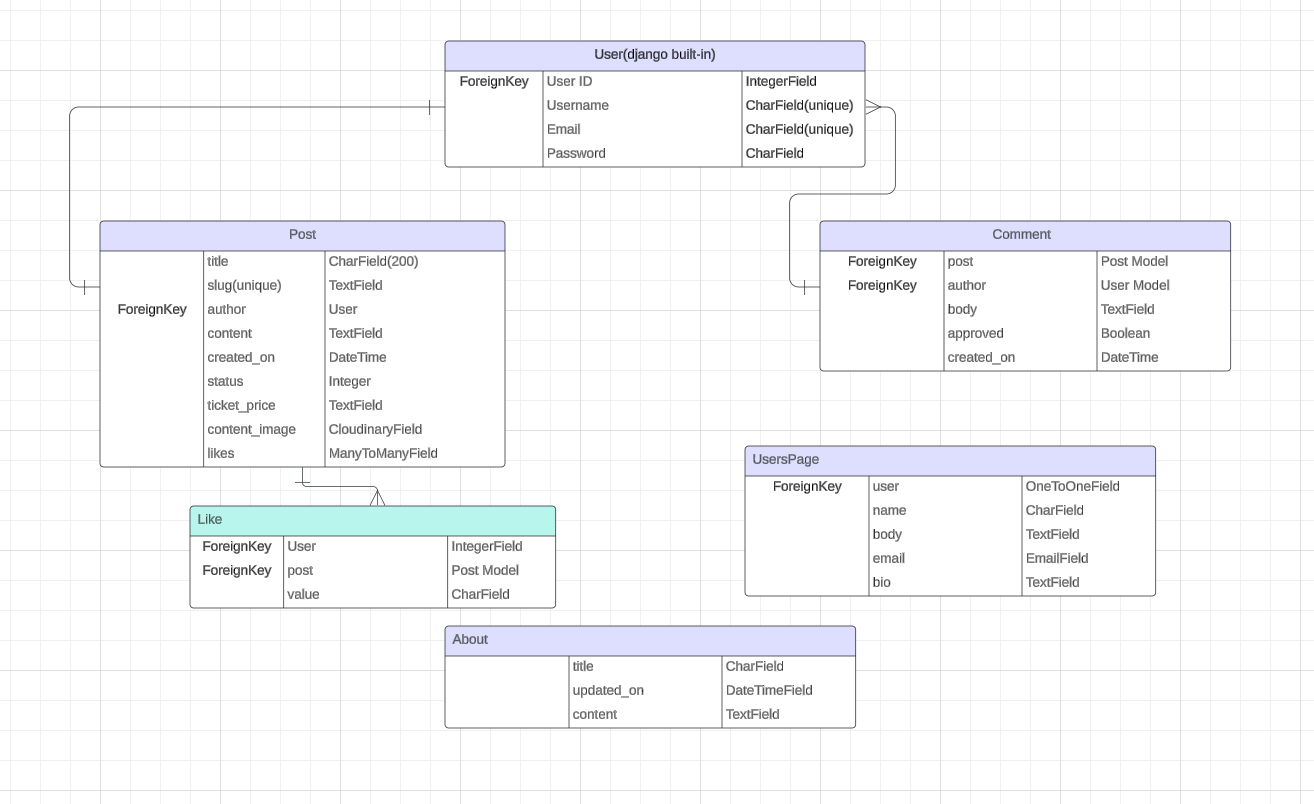 User(django built-in)
ForeignKey User ID IntegerField
Username CharField(unique)
Email CharField(unique)
Password CharField
Post
title CharField(200)
slug(unique) TextField
ForeignKey author User
content TextField
created_on DateTime
status Integer
ticket_price TextField
content_image CloudinaryField
likes ManyToManyField
Comment
ForeignKey post Post Model
ForeignKey author User Model
body TextField
approved Boolean
created_on DateTime
UsersPage
ForeignKey user OneToOneField
name CharField
body TextField
email EmailField
bio TextField
Like
ForeignKey User IntegerField
ForeignKey post Post Model
value CharField
About
title CharField
updated_on DateTimeField
content TextField